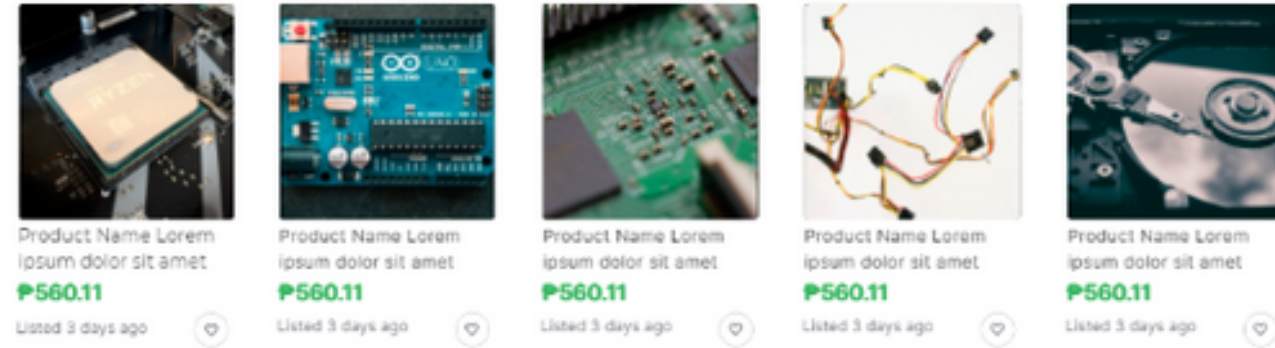 RYZEN
UNO
ARDUINO
Product Name Lorem
ipsum dolor sit amet
₱560.11
Listed 3 days ago
Product Name Lorem
ipsum dolor sit amet
₱560.11
Listed 3 days ago
Product Name Lorem
ipsum dolor sit amet
₱560.11
Listed 3 days ago
Product Name Lorem
ipsum dolor sit amet
₱560.11
Listed 3 days ago
Product Name Lorem
ipsum dolor sit amet
₱560.11
Listed 3 days ago